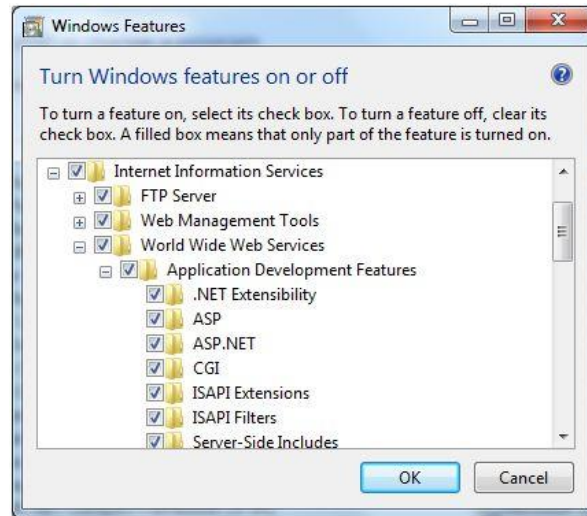 Windows Features
Turn Windows features on or off
To turn a feature on, select its check box. To turn a feature off, clear its
check box. A filled box means that only part of the feature is turned on.
Internet Information Services
FTP Server
Web Management Tools
World Wide Web Services
Application Development Features
.NET Extensibility
ASP
ASP.NET
CGI
ISAPI Extensions
ISAPI Filters
Server-Side Includes
OK
Cancel